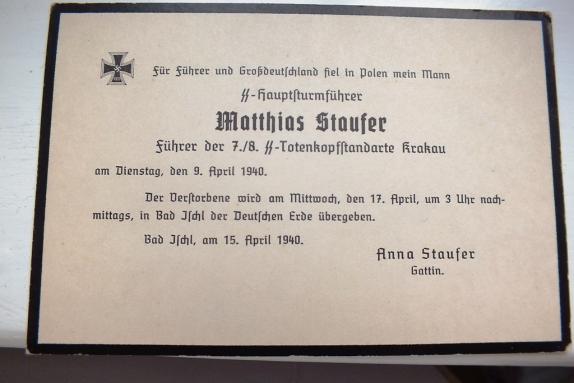 Für Führer und Großdeutschland fiel in Polen mein Mann
SS-Hauptsturmführer
Matthias Staufer
Führer der 7./8. SS-Totenkopfstandarte Krakau
am Dienstag, den 9. April 1940.
Der Verstorbene wird am Mittwoch, den 17. April, um 3 Uhr nach-
mittags, in Bad Ischl der Deutschen Erde übergeben.
Bad Ischl, am 15. April 1940.
Anna Staufer
Gattin.